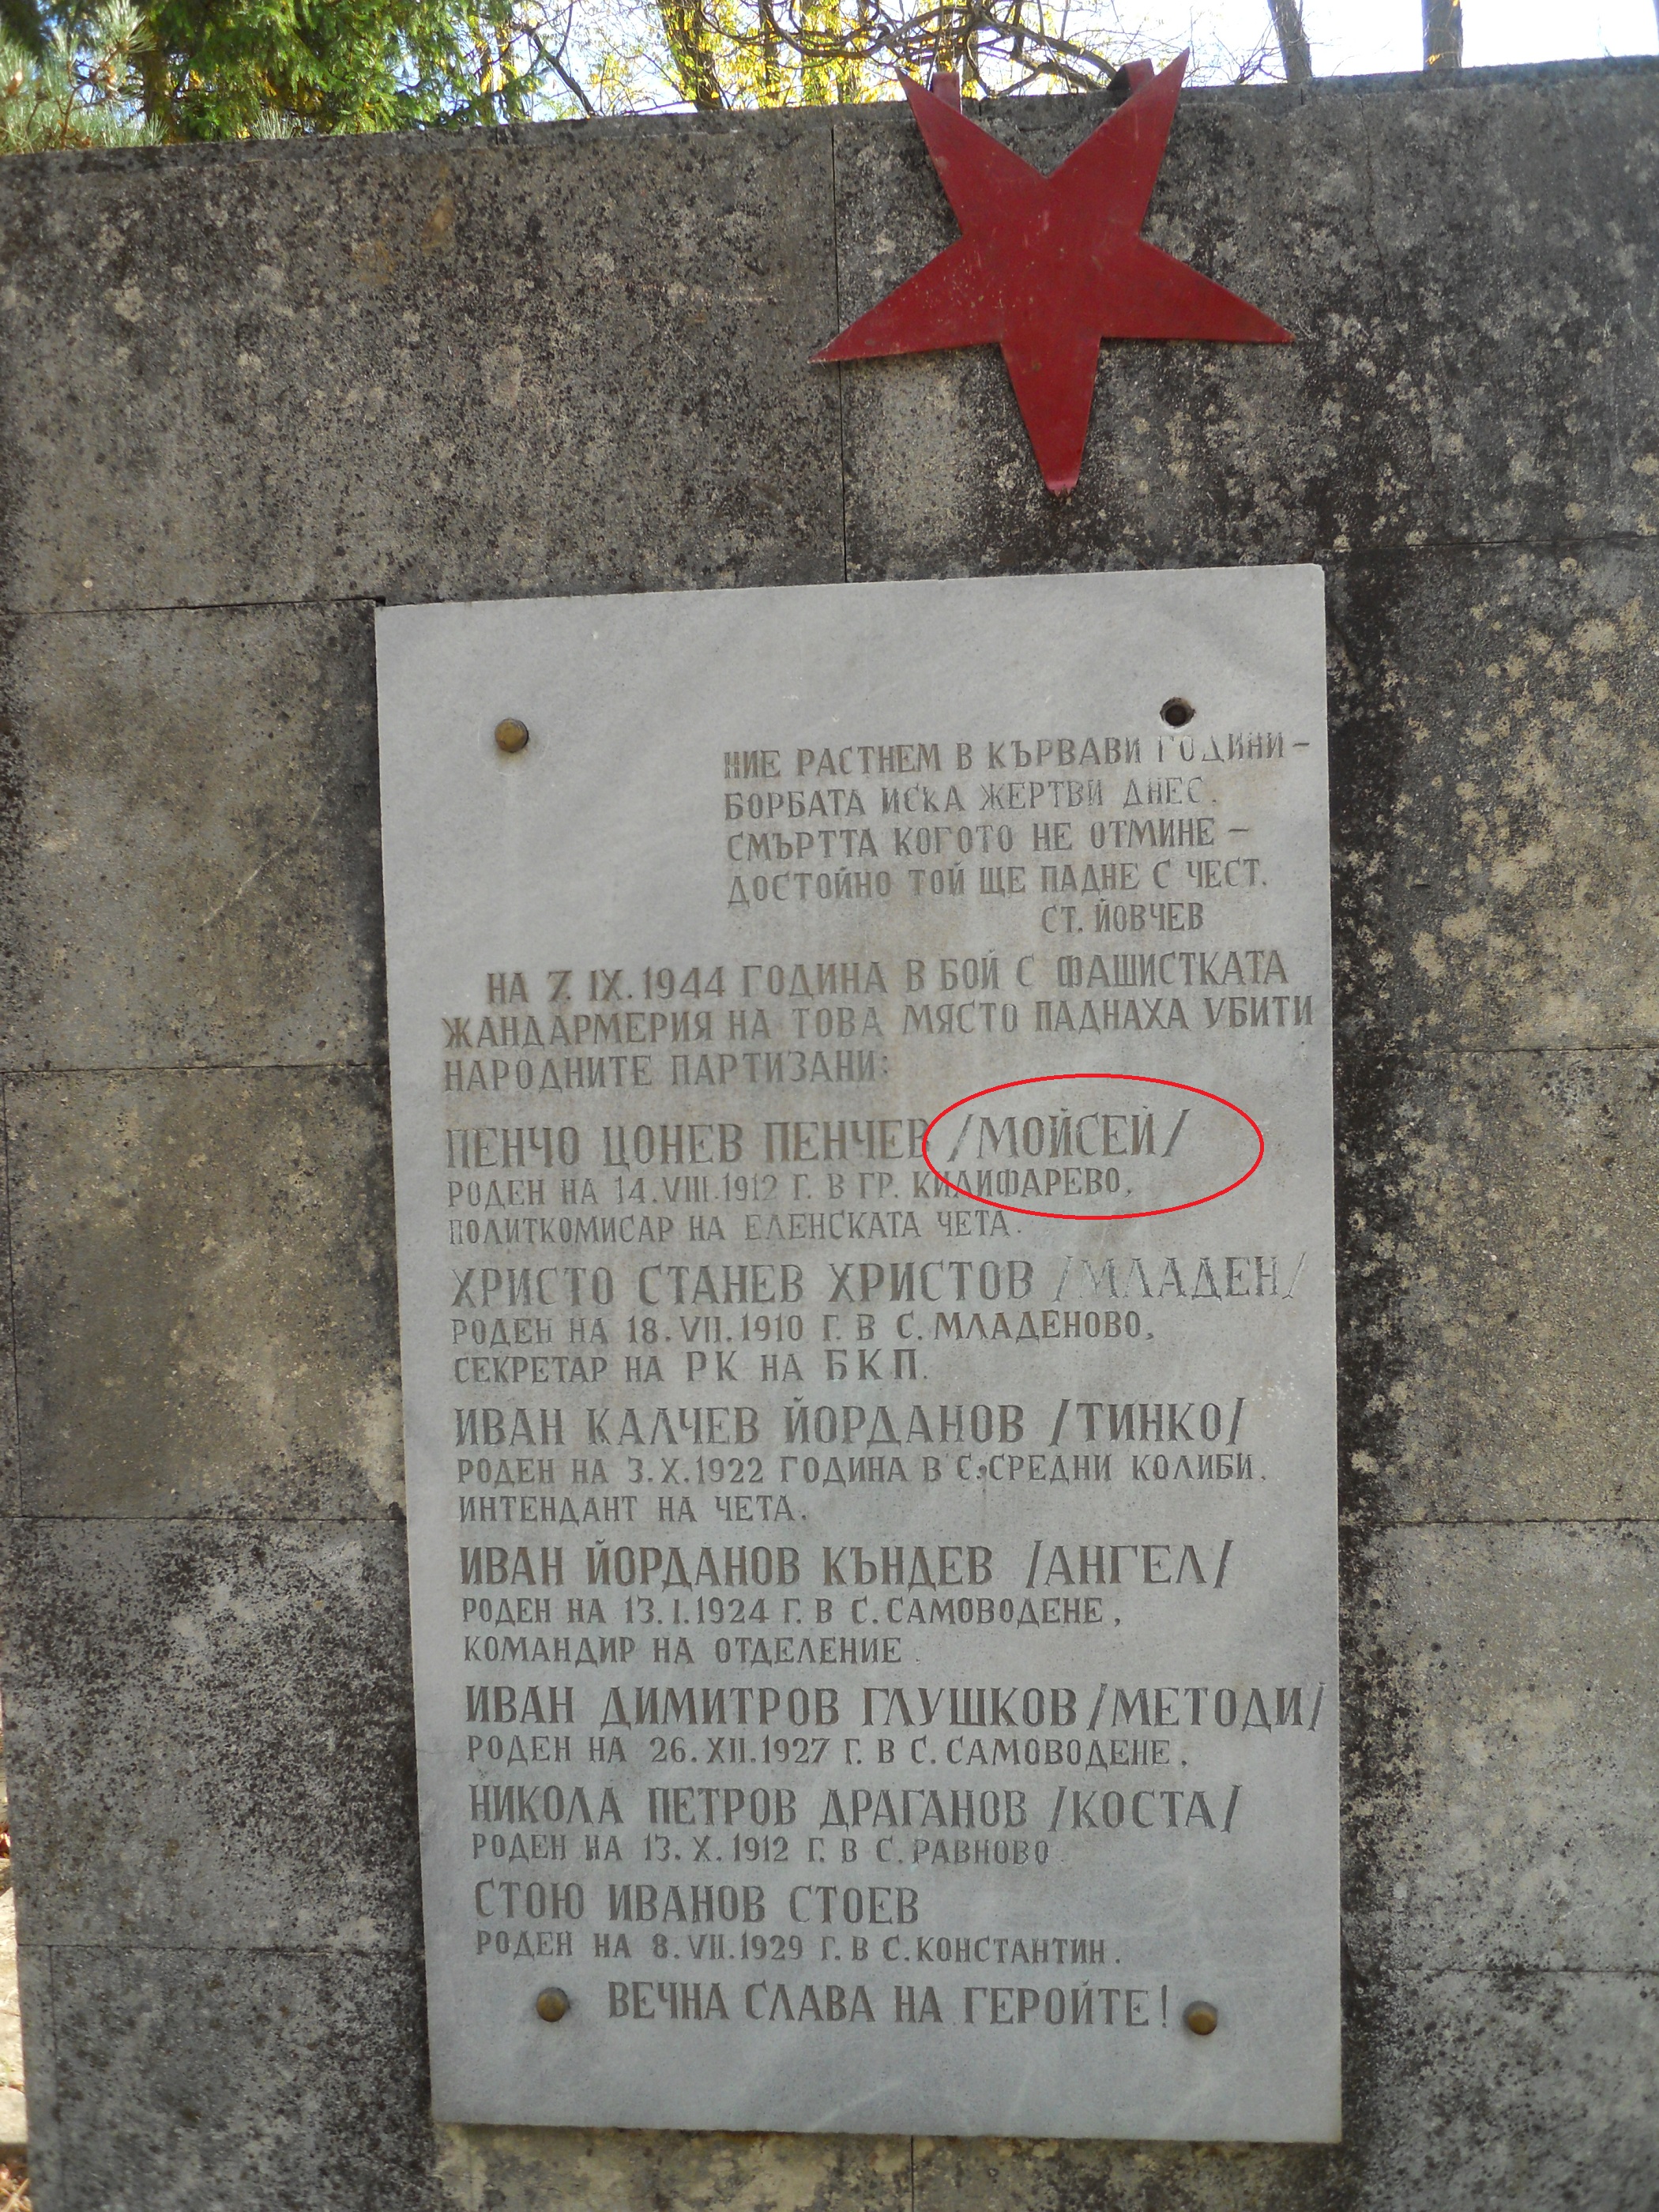 НИЕ РАСТНЕМ В КЪРВАВИ ГОДИНИ –
БОРБАТА ИСКА ЖЕРТВИ ДНЕС.
СМЪРТТА КОГОТО НЕ ОТМИНЕ –
ДОСТОЙНО ТОЙ ЩЕ ПАДНЕ С ЧЕСТ.
СТ. ЙОВЧЕВ
НА 7. IX. 1944 ГОДИНА В БОЙ С ФАШИСТКАТА
ЖАНДАРМЕРИЯ НА ТОВА МЯСТО ПАДНАХА УБИТИ
НАРОДНИТЕ ПАРТИЗАНИ:
ПЕНЧО ЦОНЕВ ПЕНЧЕВ /МОЙСЕЙ/
РОДЕН НА 14. VIII. 1912 Г. В ГР. КИЛИФАРЕВО,
ПОЛИТКОМИСАР НА ЕЛЕНСКАТА ЧЕТА.
ХРИСТО СТАНЕВ ХРИСТОВ /МЛАДЕН/
РОДЕН НА 18. VII. 1910 Г. В С. МЛАДЕНОВО,
СЕКРЕТАР НА РК НА БКП.
ИВАН КАЛЧЕВ ЙОРДАНОВ /ТИНКО/
РОДЕН НА 3. X. 1922 ГОДИНА В С. СРЕДНИ КОЛИБИ.
ИНТЕНДАНТ НА ЧЕТА.
ИВАН ЙОРДАНОВ КЪНДЕВ /АНГЕЛ/
РОДЕН НА 13. I. 1924 Г. В С. САМОВОДЕНЕ,
КОМАНДИР НА ОТДЕЛЕНИЕ.
ИВАН ДИМИТРОВ ГЛУШКОВ /МЕТОДИ/
РОДЕН НА 26. XII. 1927 Г. В С. САМОВОДЕНЕ.
НИКОЛА ПЕТРОВ ДРАГАНОВ /КОСТА/
РОДЕН НА 13. X. 1912 Г. В С. РАВНОВО
СТОЮ ИВАНОВ СТОЕВ
РОДЕН НА 8. VII. 1929 Г. В С. КОНСТАНТИН.
ВЕЧНА СЛАВА НА ГЕРОЙТЕ!